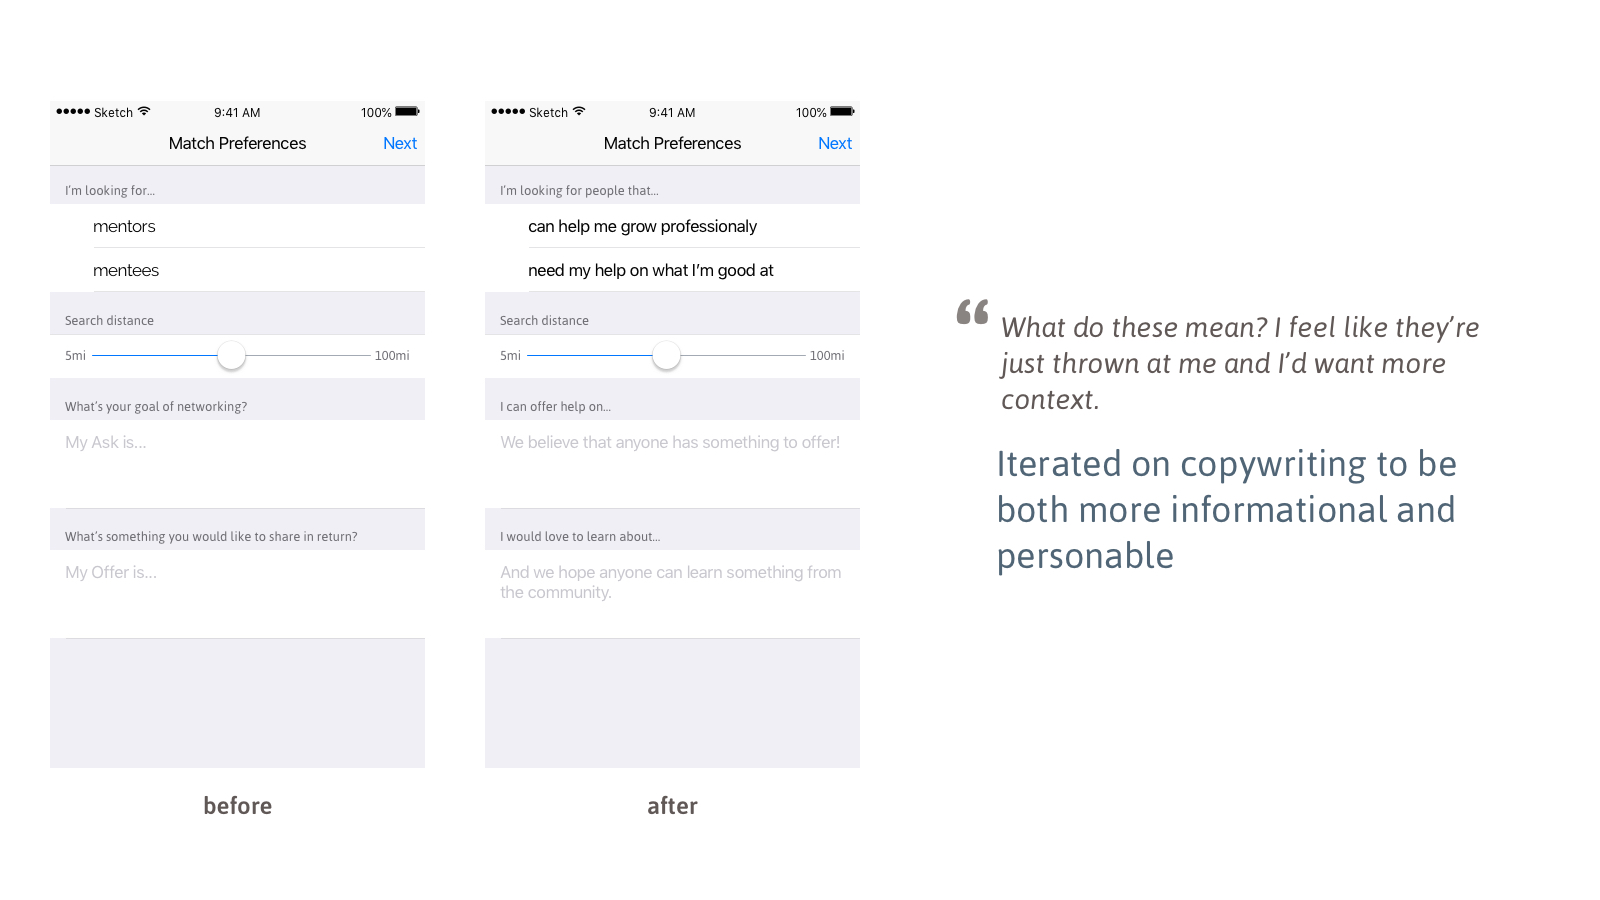 Sketch 9:41 AM 100%
Match Preferences Next
I'm looking for...
mentors
mentees
Search distance
5mi 100mi
What's your goal of networking?
My Ask is...
What's something you would like to share in return?
My Offer is...
before
Sketch 9:41 AM 100%
Match Preferences Next
I'm looking for people that...
can help me grow professionaly
need my help on what I'm good at
Search distance
5mi 100mi
I can offer help on...
We believe that anyone has something to offer!
I would love to learn about...
And we hope anyone can learn something from
the community.
after
“ What do these mean? I feel like they're
just thrown at me and I'd want more
context.
Iterated on copywriting to be
both more informational and
personable